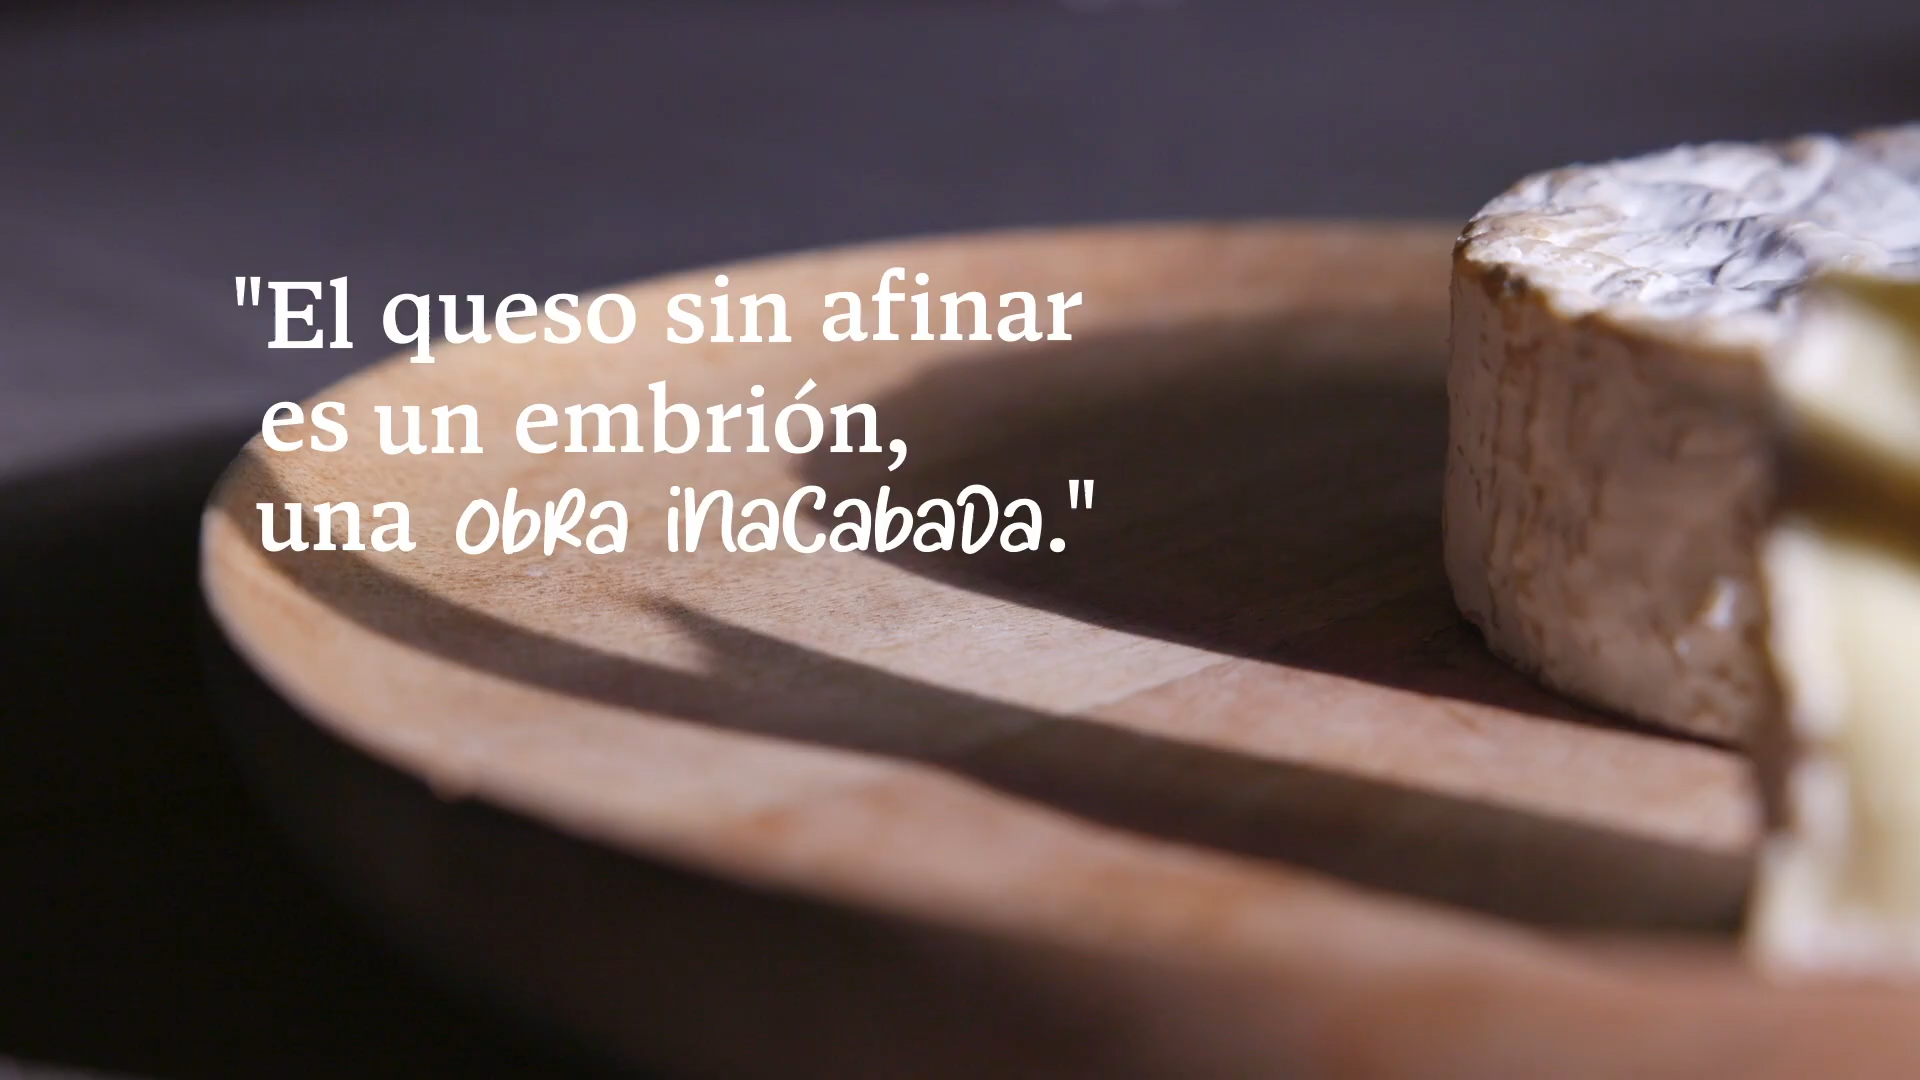 "El queso sin afinar
es un embrión,
una obra inacabada."